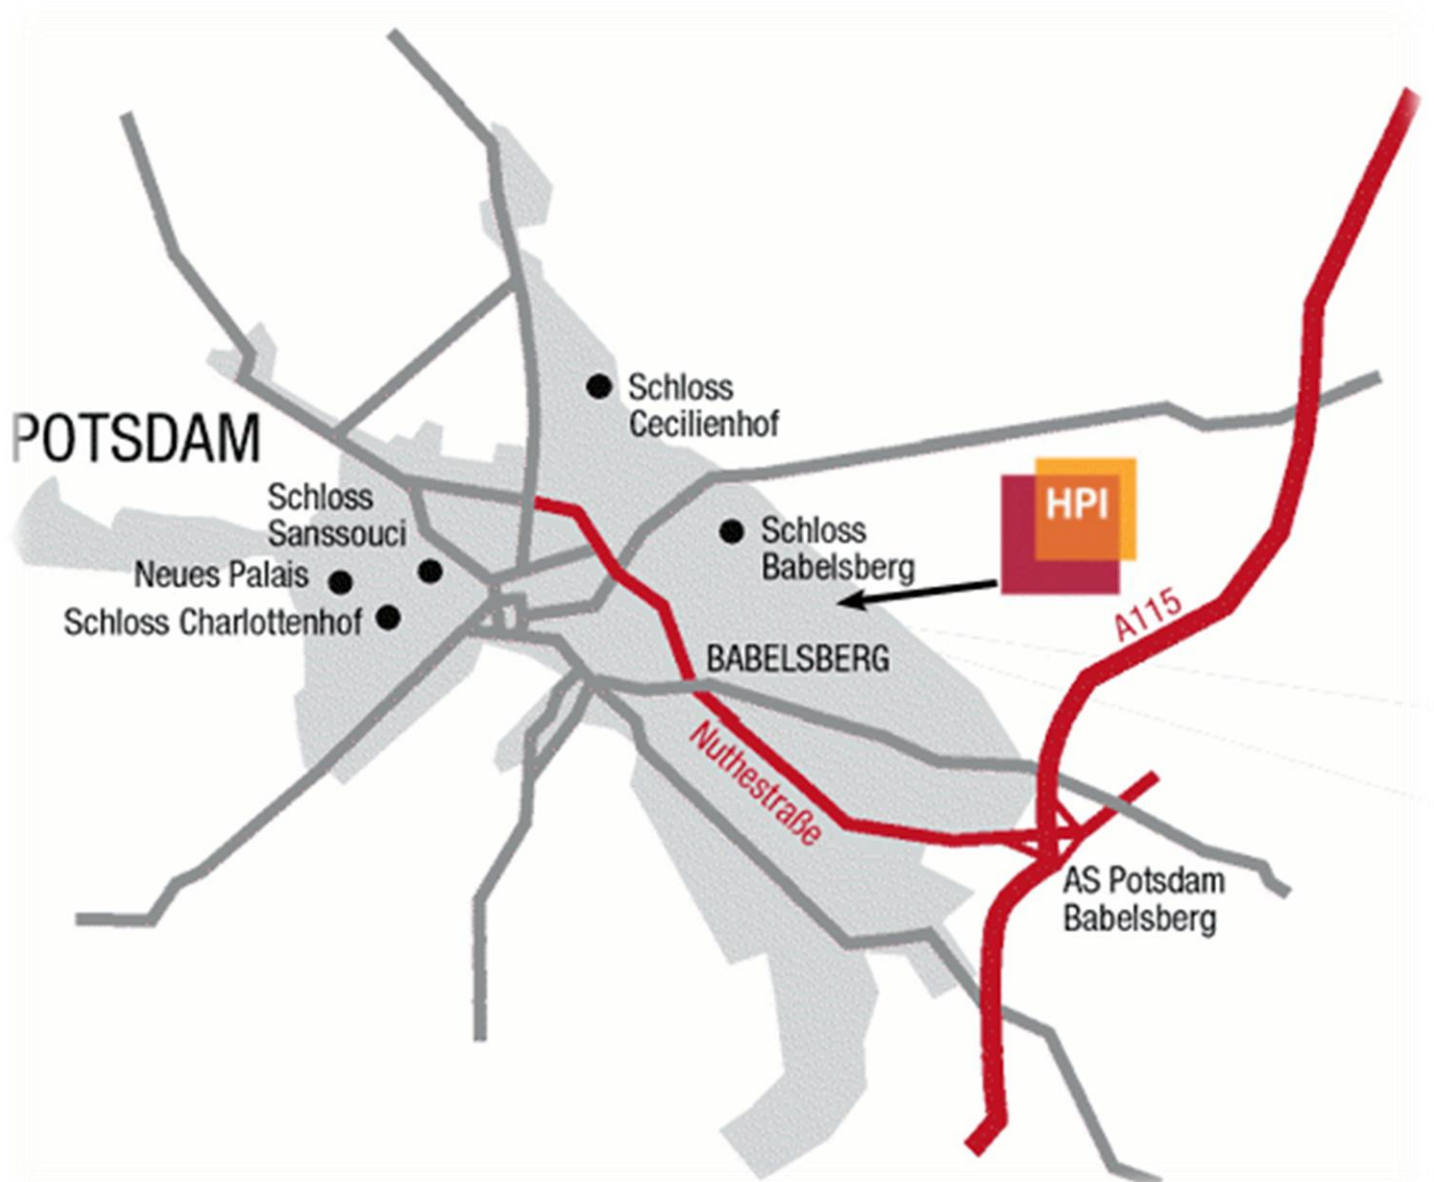 Schloss
Cecilienhof
POTSDAM
Schloss
Sanssouci
Neues Palais
Schloss Charlottenhof
HPI
Schloss
Babelsberg
A115
BABELSBERG
Nuthestraße
AS Potsdam
Babelsberg